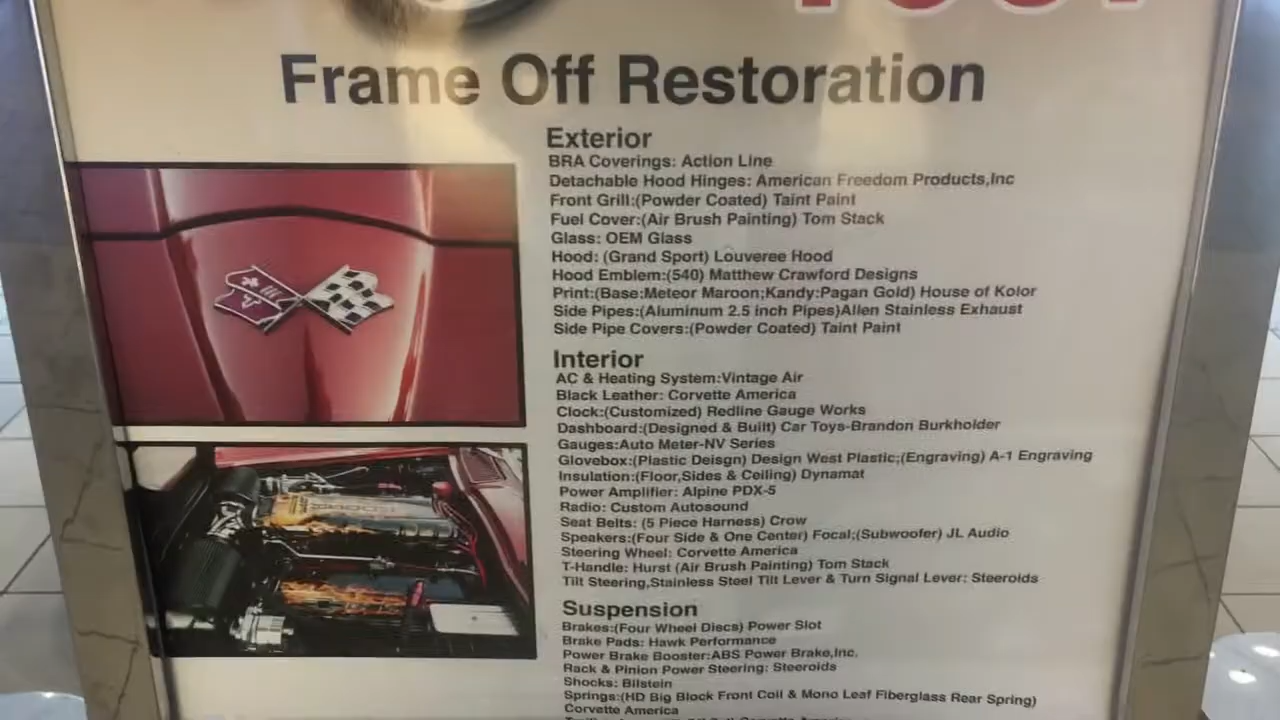 Frame Off Restoration
Exterior
BRA Coverings: Action Line
Detachable Hood Hinges: American Freedom Products,Inc
Front Grill:(Powder Coated) Taint Paint
Fuel Cover:(Air Brush Painting) Tom Stack
Glass: OEM Glass
Hood: (Grand Sport) Louveree Hood
Hood Emblem:(540) Matthew Crawford Designs
Print:(Base:Meteor Maroon;Kandy:Pagan Gold) House of Kolor
Side Pipes:(Aluminum 2.5 inch Pipes)Allen Stainless Exhaust
Side Pipe Covers:(Powder Coated) Taint Paint
Interior
AC & Heating System:Vintage Air
Black Leather: Corvette America
Clock:(Customized) Redline Gauge Works
Dashboard:(Designed & Built) Car Toys-Brandon Burkholder
Gauges:Auto Meter-NV Series
Glovebox:(Plastic Deisgn) Design West Plastic;(Engraving) A-1 Engraving
Insulation:(Floor,Sides & Ceiling) Dynamat
Power Amplifier: Alpine PDX-5
Radio: Custom Autosound
Seat Belts: (5 Piece Harness) Crow
Speakers:(Four Side & One Center) Focal;(Subwoofer) JL Audio
Steering Wheel: Corvette America
T-Handle: Hurst (Air Brush Painting) Tom Stack
Tilt Steering,Stainless Steel Tilt Lever & Turn Signal Lever: Steeroids
Suspension
Brakes:(Four Wheel Discs) Power Slot
Brake Pads: Hawk Performance
Power Brake Booster:ABS Power Brake,Inc.
Rack & Pinion Power Steering: Steeroids
Shocks: Bilstein
Springs:(HD Big Block Front Coil & Mono Leaf Fiberglass Rear Spring)
Corvette America